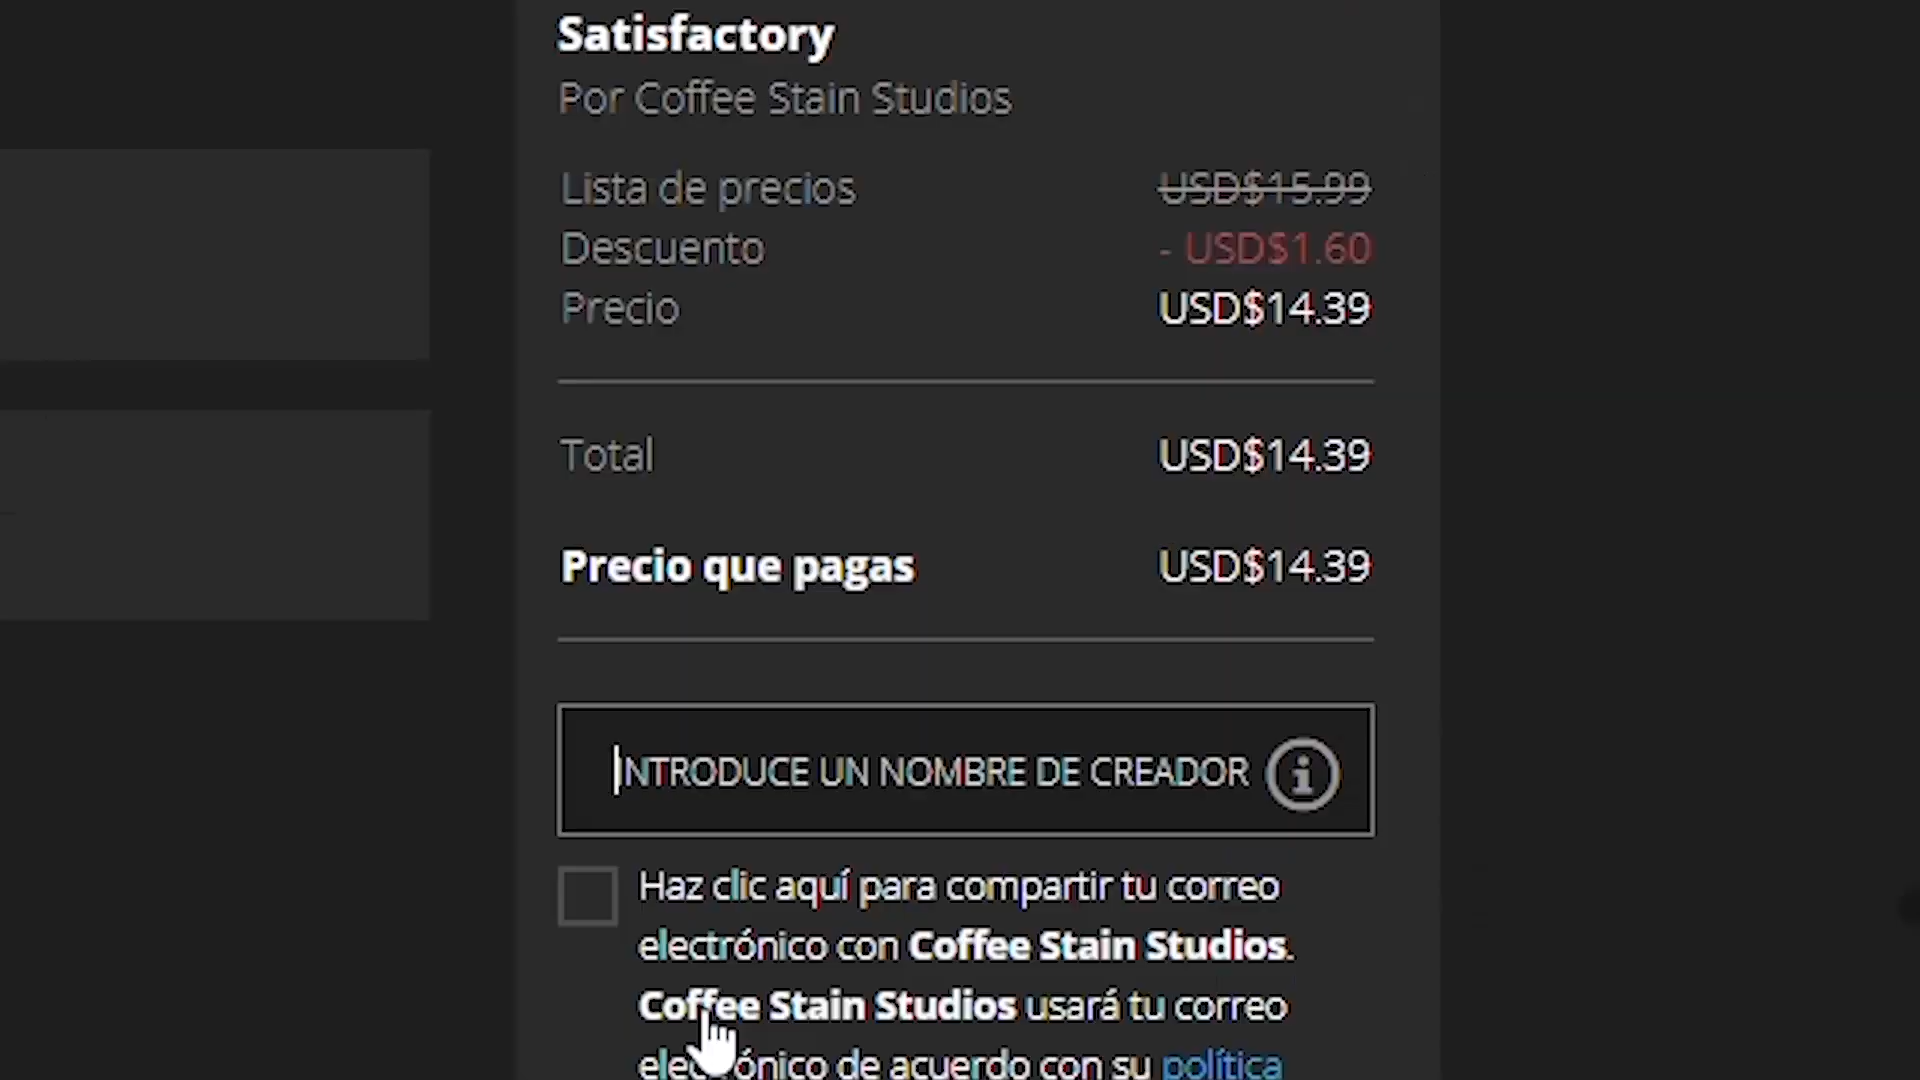 Satisfactory
Por Coffee Stain Studios
Lista de precios USD$15.99
Descuento - USD$1.60
Precio USD$14.39
Total USD$14.39
Precio que pagas USD$14.39
INTRODUCE UN NOMBRE DE CREADOR
Haz clic aquí para compartir tu correo
electrónico con Coffee Stain Studios.
Coffee Stain Studios usará tu correo
electrónico de acuerdo con su política